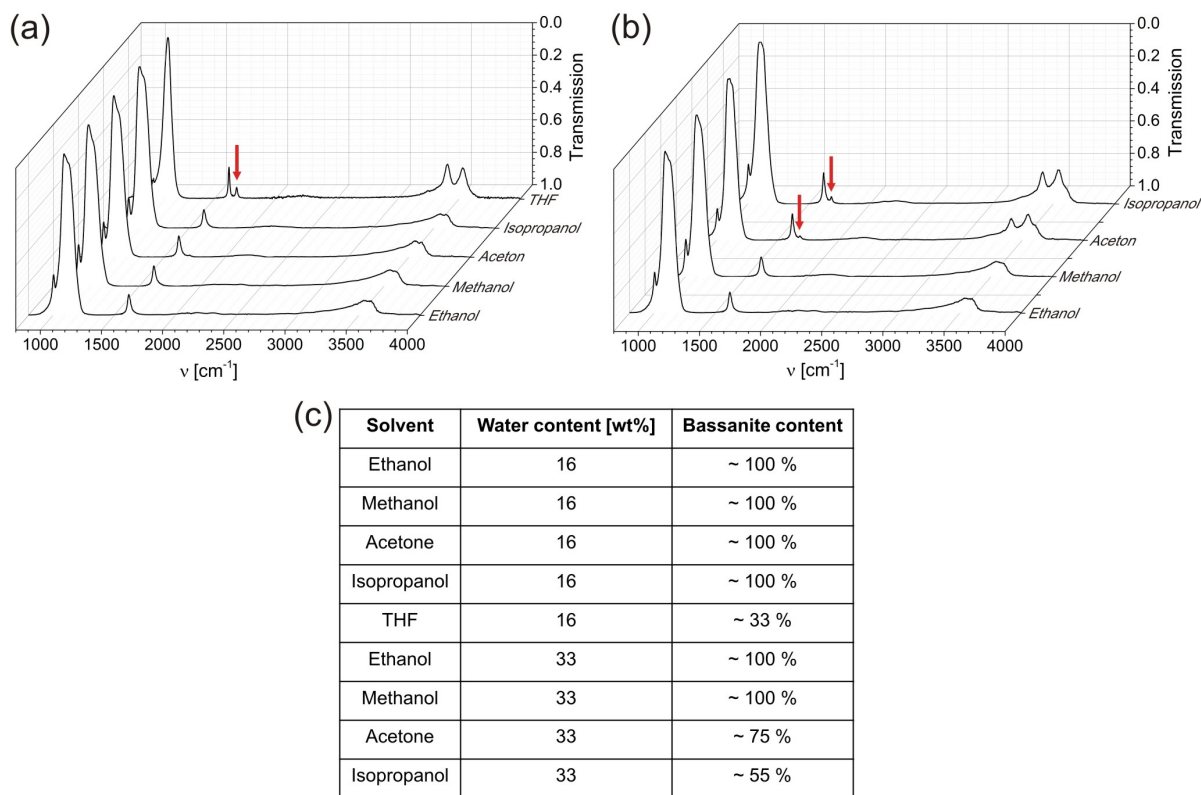 (a)
0.0
0.2
0.4
0.6
0.8
1.0
Transmission
THF
Isopropanol
Aceton
Methanol
Ethanol
1000 1500 2000 2500 3000 3500 4000
ν [cm⁻¹]
(b)
0.0
0.2
0.4
0.6
0.8
1.0
Transmission
Isopropanol
Aceton
Methanol
Ethanol
1000 1500 2000 2500 3000 3500 4000
ν [cm⁻¹]
(c)
Solvent Water content [wt%] Bassanite content
Ethanol 16 ~ 100 %
Methanol 16 ~ 100 %
Acetone 16 ~ 100 %
Isopropanol 16 ~ 100 %
THF 16 ~ 33 %
Ethanol 33 ~ 100 %
Methanol 33 ~ 100 %
Acetone 33 ~ 75 %
Isopropanol 33 ~ 55 %